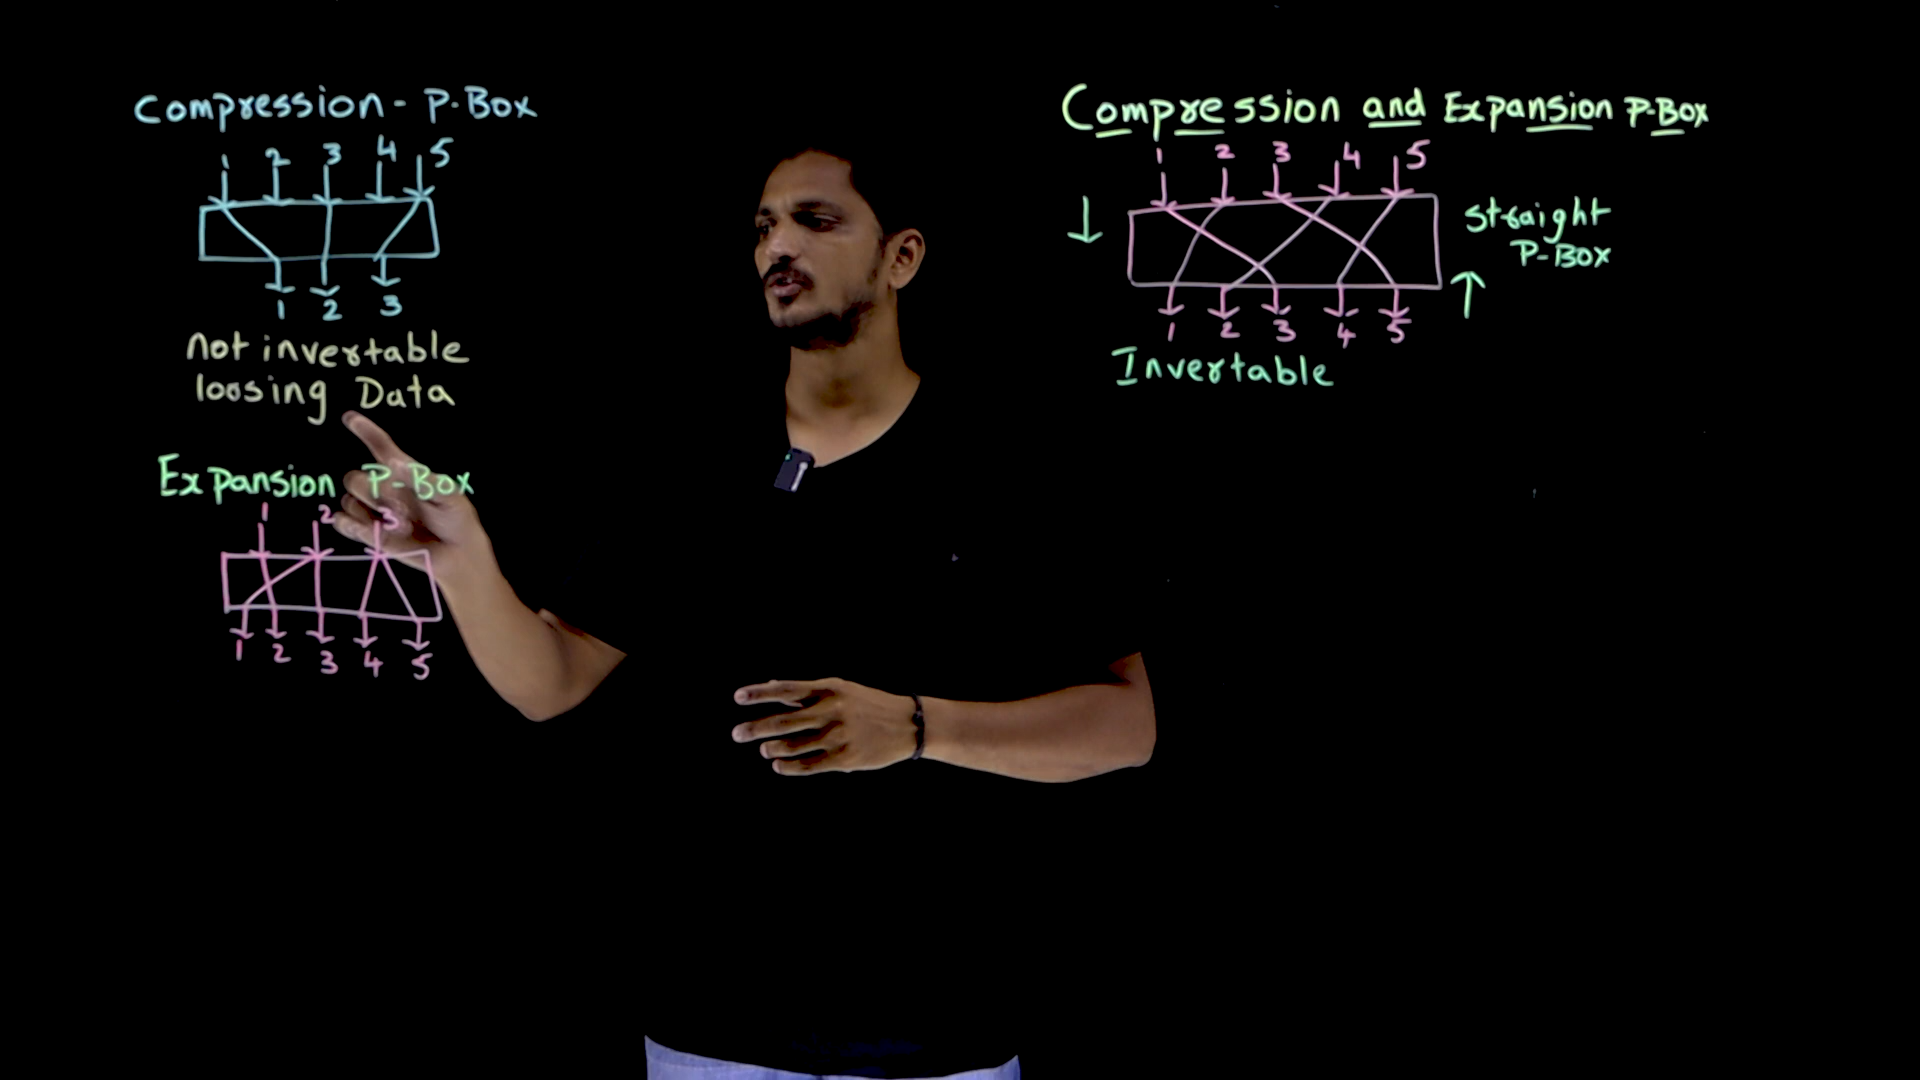 Compression - P-Box
1 2 3 4 5
1 2 3
not invertable
loosing Data
Expansion P-Box
1 2 3
1 2 3 4 5
Compression and Expansion P-Box
1 2 3 4 5
straight
P-Box
1 2 3 4 5
Invertable